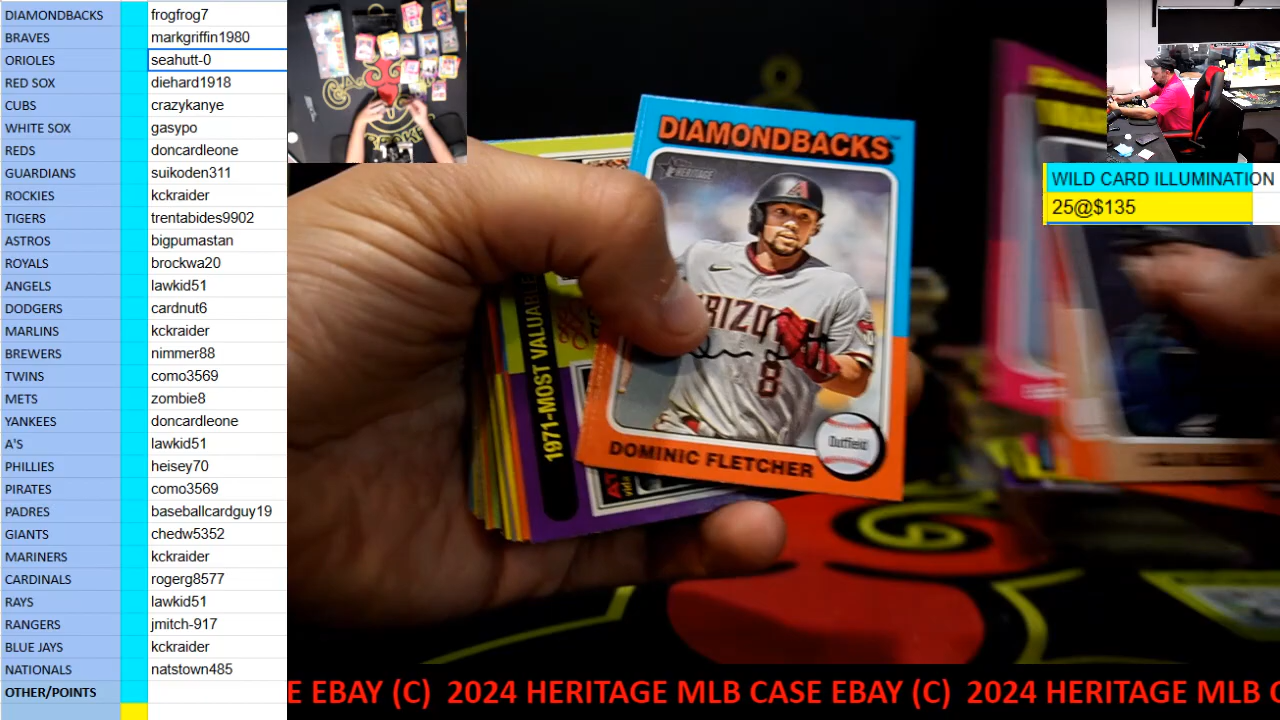 DIAMONDBACKS frogfrog7
BRAVES markgriffin1980
ORIOLES seahutt-0
RED SOX diehard1918
CUBS crazykanye
WHITE SOX gasypo
REDS doncardleone
GUARDIANS suikoden311
ROCKIES kckraider
TIGERS trentabides9902
ASTROS bigpumastan
ROYALS brockwa20
ANGELS lawkid51
DODGERS cardnut6
MARLINS kckraider
BREWERS nimmer88
TWINS como3569
METS zombie8
YANKEES doncardleone
A'S lawkid51
PHILLIES heisey70
PIRATES como3569
PADRES baseballcardguy19
GIANTS chedw5352
MARINERS kckraider
CARDINALS rogerg8577
RAYS lawkid51
RANGERS jmitch-917
BLUE JAYS kckraider
NATIONALS natstown485
OTHER/POINTS
WILD CARD ILLUMINATION
25@$135
DIAMONDBACKS
HERITAGE
A
8
Outfield
DOMINIC FLETCHER
1971-MOST VALUABLE
E EBAY (C) 2024 HERITAGE MLB CASE EBAY (C) 2024 HERITAGE MLB C